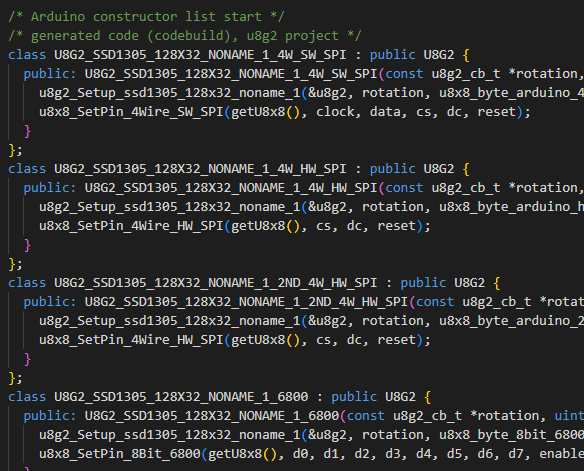 /* Arduino constructor list start */
/* generated code (codebuild), u8g2 project */
class U8G2_SSD1305_128X32_NONAME_1_4W_SW_SPI : public U8G2 {
public: U8G2_SSD1305_128X32_NONAME_1_4W_SW_SPI(const u8g2_cb_t *rotation,
u8g2_Setup_ssd1305_128x32_noname_1(&u8g2, rotation, u8x8_byte_arduino_4
u8x8_SetPin_4Wire_SW_SPI(getU8x8(), clock, data, cs, dc, reset);
}
};
class U8G2_SSD1305_128X32_NONAME_1_4W_HW_SPI : public U8G2 {
public: U8G2_SSD1305_128X32_NONAME_1_4W_HW_SPI(const u8g2_cb_t *rotation,
u8g2_Setup_ssd1305_128x32_noname_1(&u8g2, rotation, u8x8_byte_arduino_h
u8x8_SetPin_4Wire_HW_SPI(getU8x8(), cs, dc, reset);
}
};
class U8G2_SSD1305_128X32_NONAME_1_2ND_4W_HW_SPI : public U8G2 {
public: U8G2_SSD1305_128X32_NONAME_1_2ND_4W_HW_SPI(const u8g2_cb_t *rotat
u8g2_Setup_ssd1305_128x32_noname_1(&u8g2, rotation, u8x8_byte_arduino_2
u8x8_SetPin_4Wire_HW_SPI(getU8x8(), cs, dc, reset);
}
};
class U8G2_SSD1305_128X32_NONAME_1_6800 : public U8G2 {
public: U8G2_SSD1305_128X32_NONAME_1_6800(const u8g2_cb_t *rotation, uint
u8g2_Setup_ssd1305_128x32_noname_1(&u8g2, rotation, u8x8_byte_8bit_6800
u8x8_SetPin_8Bit_6800(getU8x8(), d0, d1, d2, d3, d4, d5, d6, d7, enable